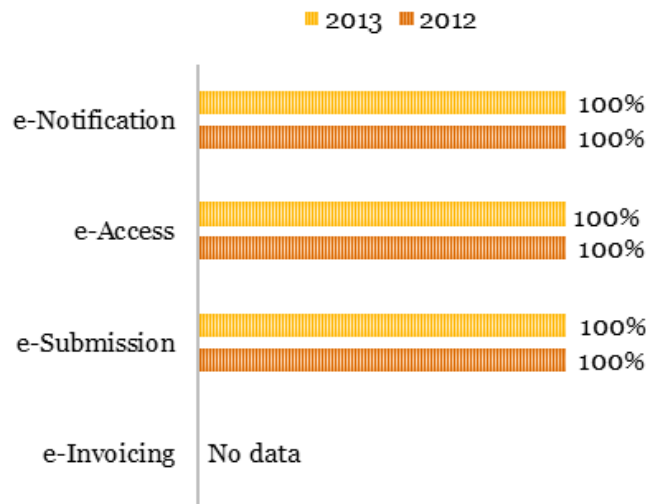 2013 2012
e-Notification 100%
100%
e-Access 100%
100%
e-Submission 100%
100%
e-Invoicing No data